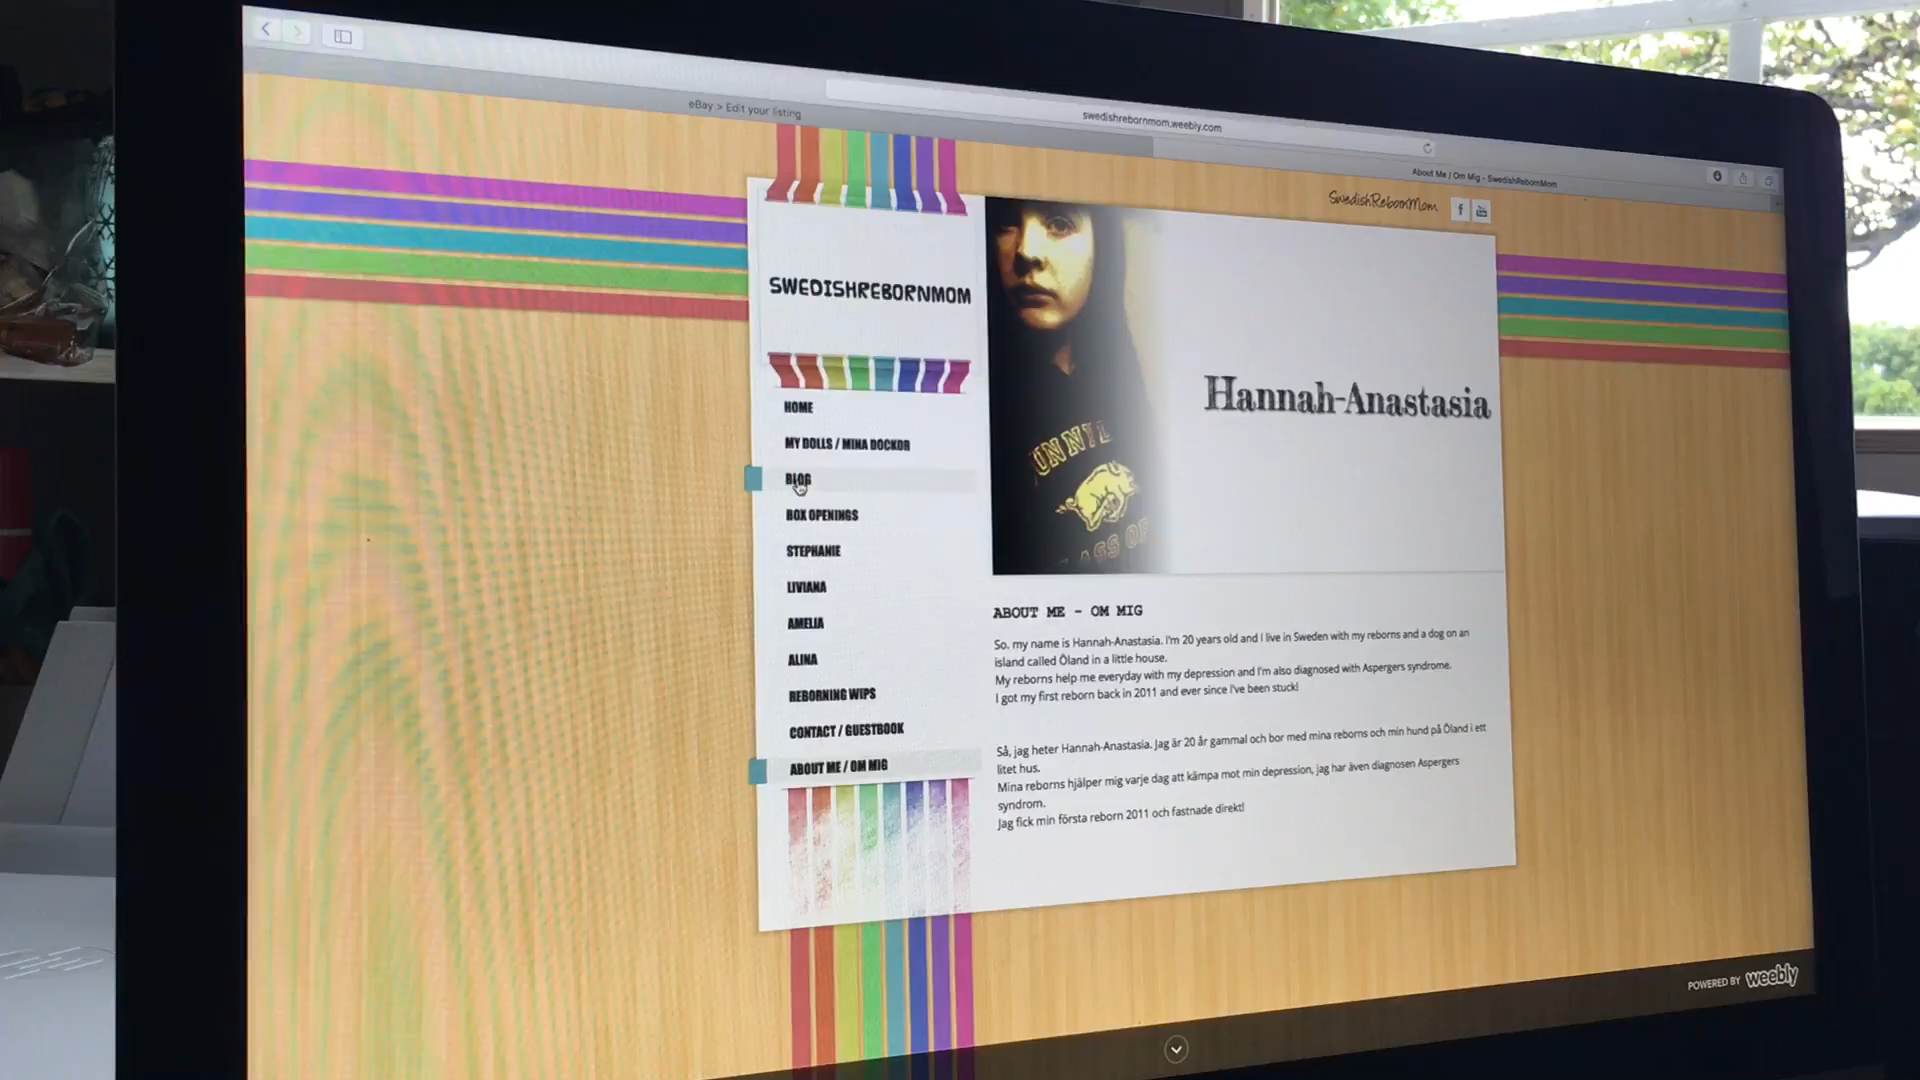 eBay > Edit your listing
swedishrebornmom.weebly.com
About Me / Om Mig - SwedishRebornMom
SwedishRebornMom
f
You
SWEDISHREBORNMOM
HOME
MY DOLLS / MINA DOCKOR
BLOG
BOX OPENINGS
STEPHANIE
LIVIANA
AMELIA
ALINA
REBORNING WIPS
CONTACT / GUESTBOOK
ABOUT ME / OM MIG
Hannah-Anastasia
UNNYD
ASS OF
ABOUT ME - OM MIG
So, my name is Hannah-Anastasia. I'm 20 years old and I live in Sweden with my reborns and a dog on an
island called Öland in a little house.
My reborns help me everyday with my depression and I'm also diagnosed with Aspergers syndrome.
I got my first reborn back in 2011 and ever since I've been stuck!
Så, jag heter Hannah-Anastasia. Jag är 20 år gammal och bor med mina reborns och min hund på Öland i ett
litet hus.
Mina reborns hjälper mig varje dag att kämpa mot min depression, jag har även diagnosen Aspergers
syndrom.
Jag fick min första reborn 2011 och fastnade direkt!
POWERED BY weebly